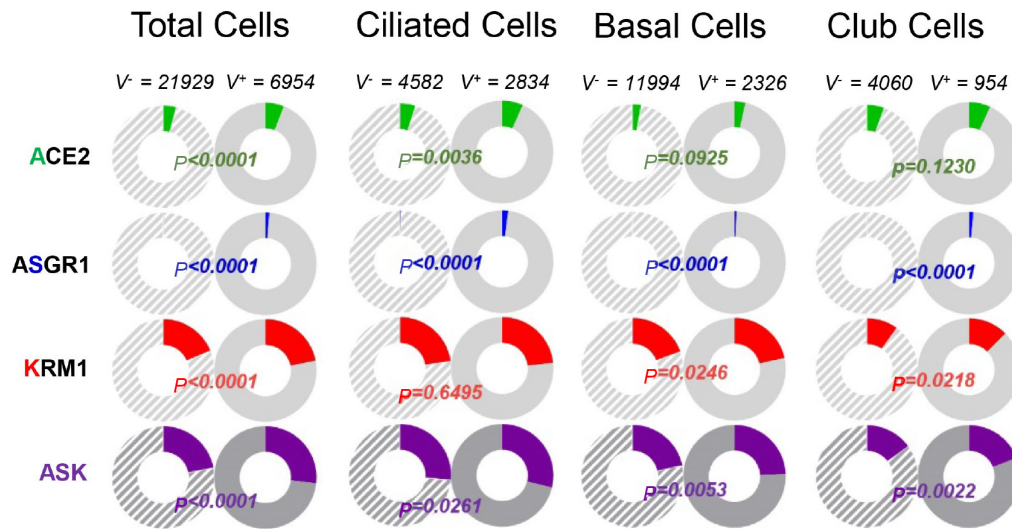 Total Cells Ciliated Cells Basal Cells Club Cells
V- = 21929 V+ = 6954 V- = 4582 V+ = 2834 V- = 11994 V+ = 2326 V- = 4060 V+ = 954
ACE2 P<0.0001 P=0.0036 P=0.0925 p=0.1230
ASGR1 P<0.0001 P<0.0001 P<0.0001 p<0.0001
KRM1 P<0.0001 p=0.6495 P=0.0246 p=0.0218
ASK p<0.0001 p=0.0261 p=0.0053 p=0.0022